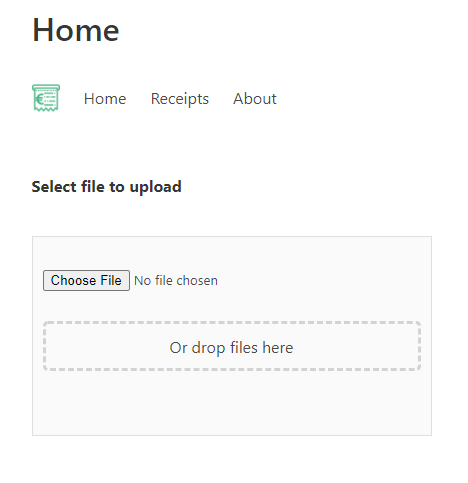 Home
Home Receipts About
Select file to upload
Choose File No file chosen
Or drop files here